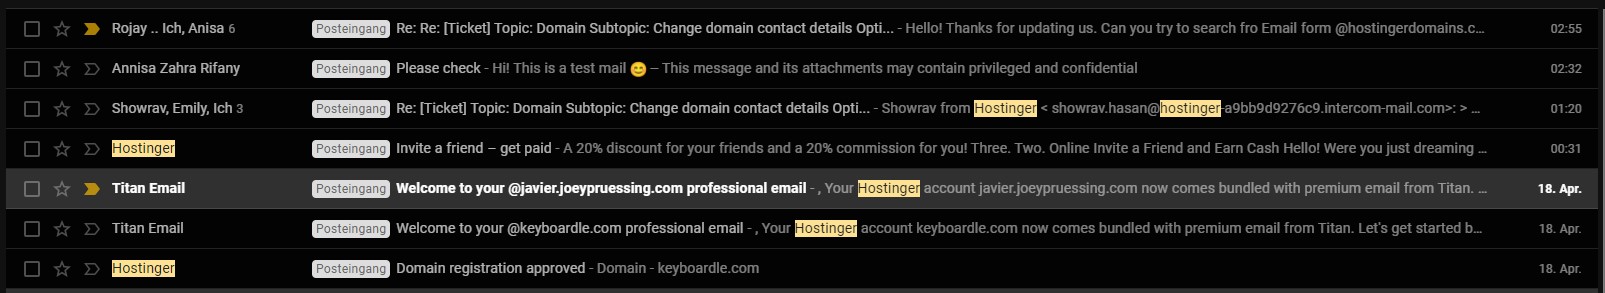 Rojay .. Ich, Anisa 6 Posteingang Re: Re: [Ticket] Topic: Domain Subtopic: Change domain contact details Opti... - Hello! Thanks for updating us. Can you try to search fro Email form @hostingerdomains.c... 02:55
Annisa Zahra Rifany Posteingang Please check - Hi! This is a test mail 😊 – This message and its attachments may contain privileged and confidential 02:32
Showrav, Emily, Ich 3 Posteingang Re: [Ticket] Topic: Domain Subtopic: Change domain contact details Opti... - Showrav from Hostinger < showrav.hasan@hostinger-a9bb9d9276c9.intercom-mail.com>: > ... 01:20
Hostinger Posteingang Invite a friend – get paid - A 20% discount for your friends and a 20% commission for you! Three. Two. Online Invite a Friend and Earn Cash Hello! Were you just dreaming ... 00:31
Titan Email Posteingang Welcome to your @javier.joeypruessing.com professional email - , Your Hostinger account javier.joeypruessing.com now comes bundled with premium email from Titan. ... 18. Apr.
Titan Email Posteingang Welcome to your @keyboardle.com professional email - , Your Hostinger account keyboardle.com now comes bundled with premium email from Titan. Let's get started b... 18. Apr.
Hostinger Posteingang Domain registration approved - Domain - keyboardle.com 18. Apr.